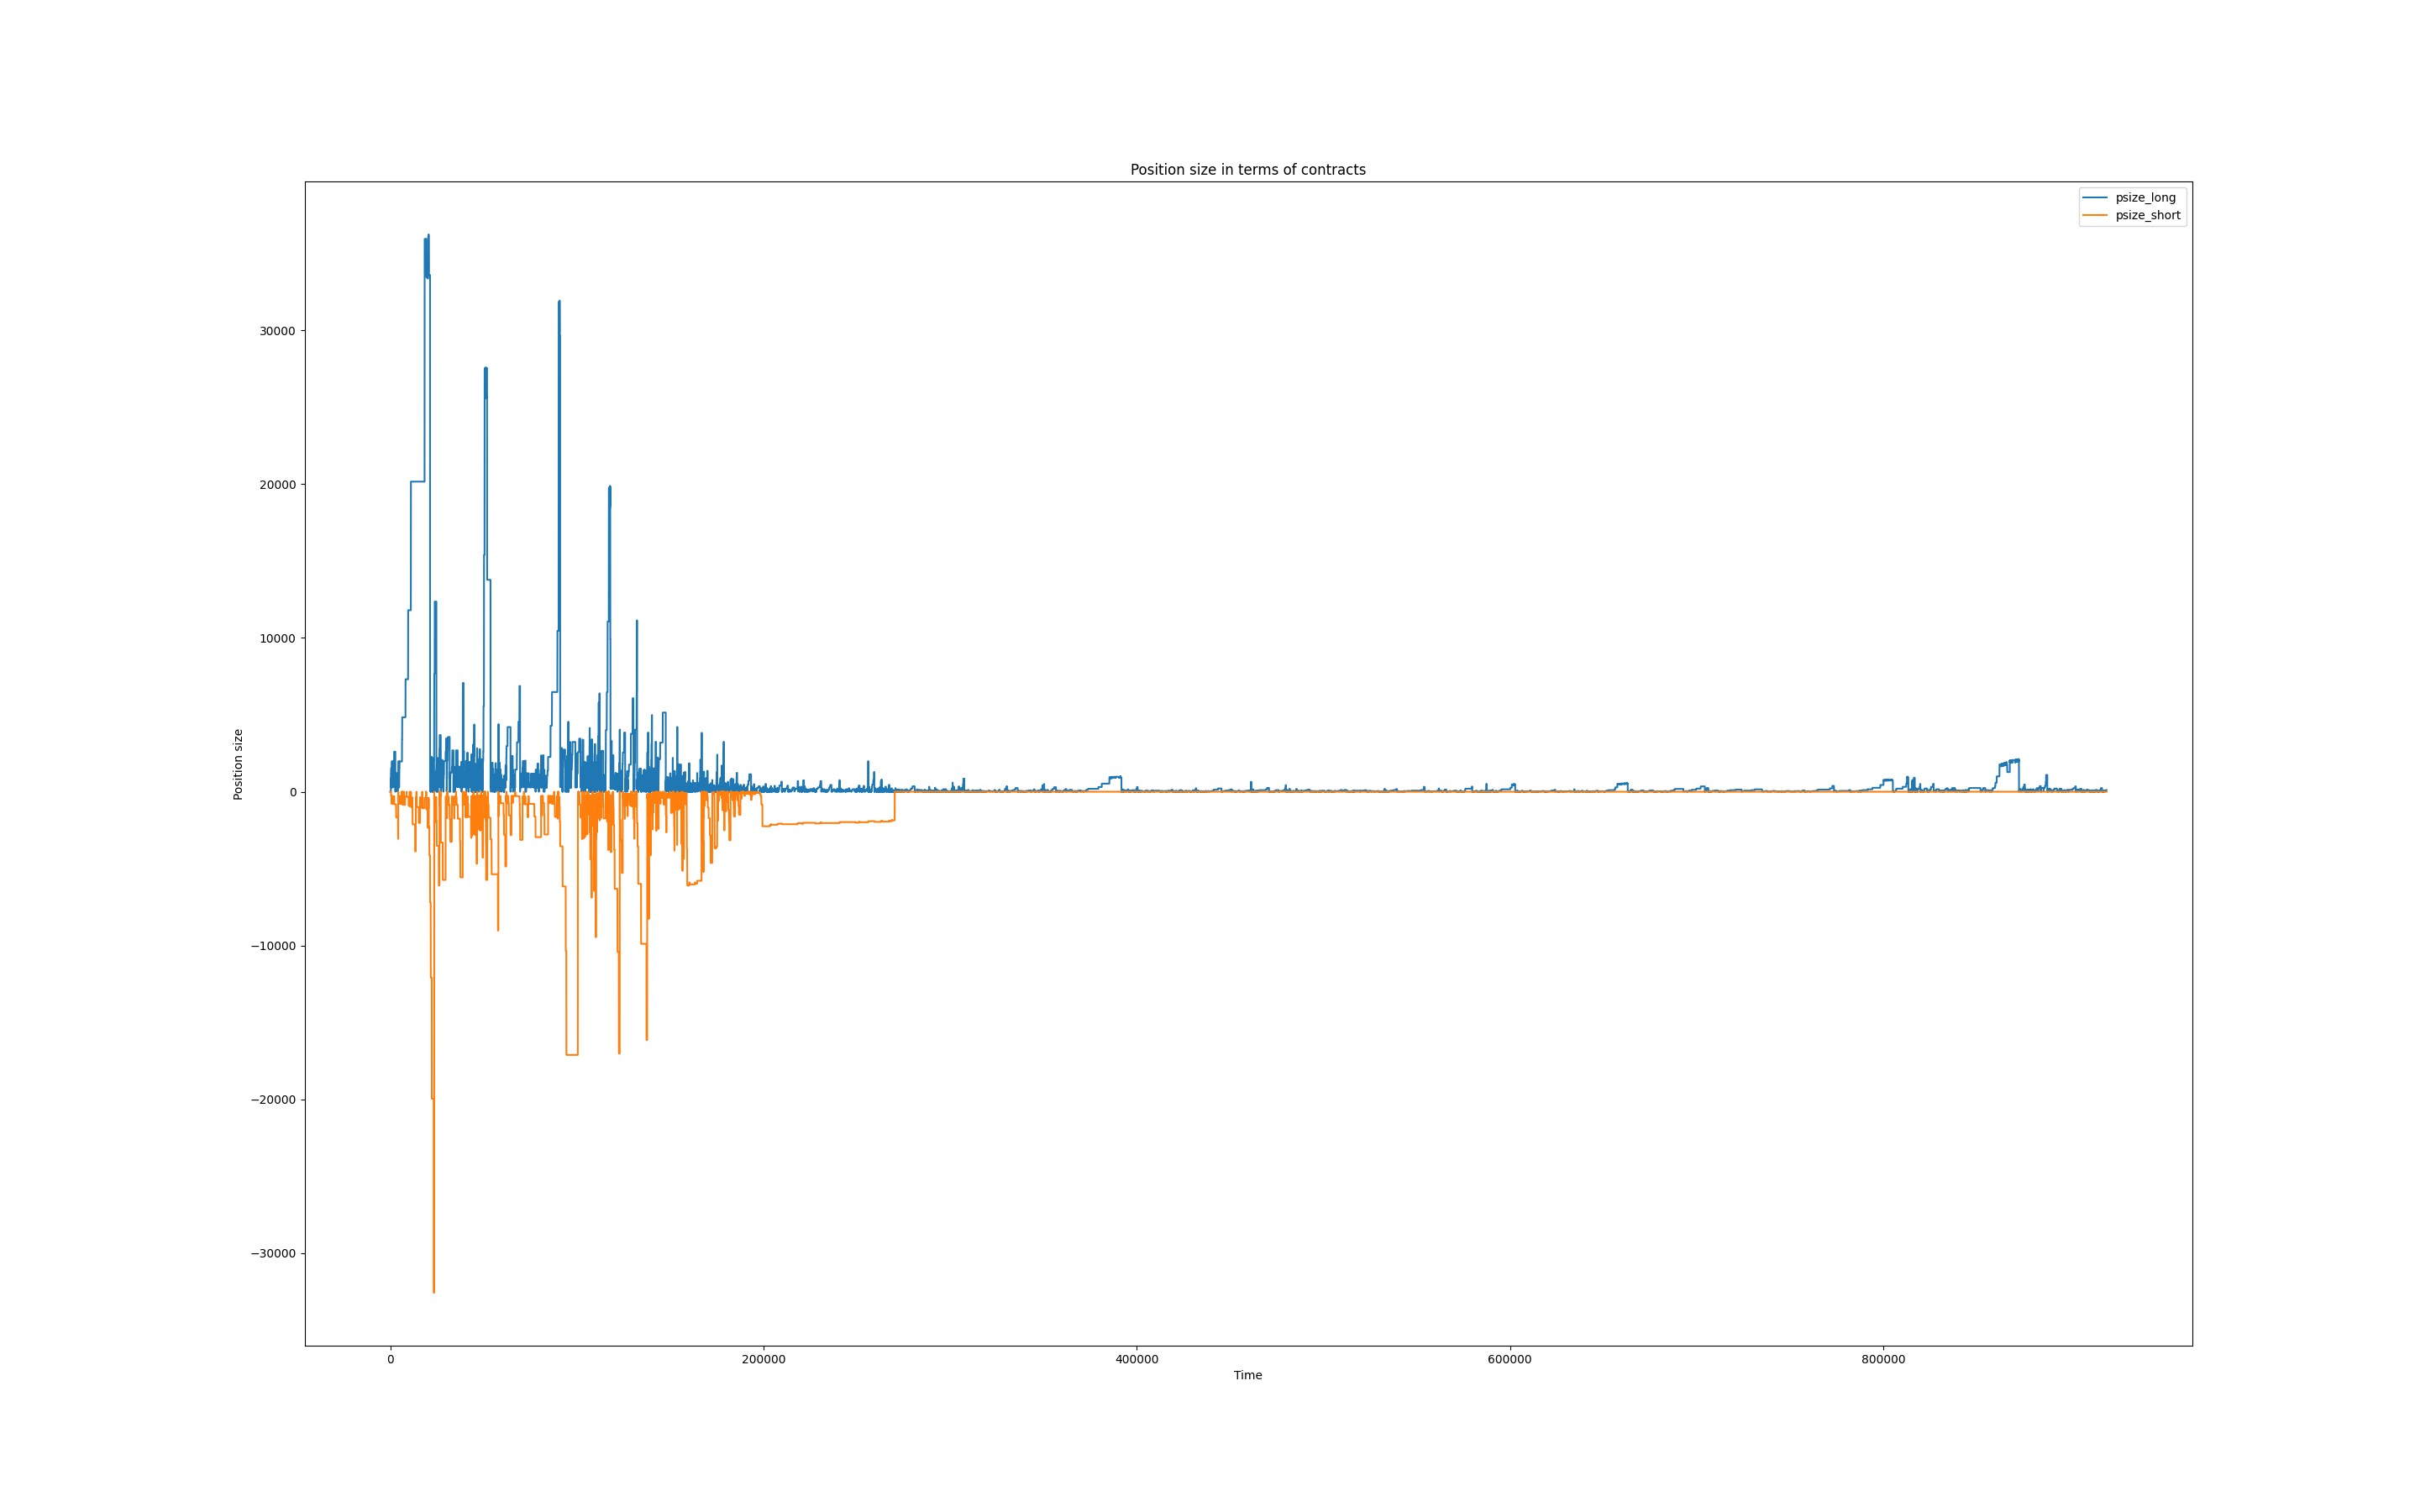 Position size in terms of contracts
psize_long
psize_short
30000
20000
10000
0
−10000
−20000
−30000
Position size
0
200000
400000
600000
800000
Time